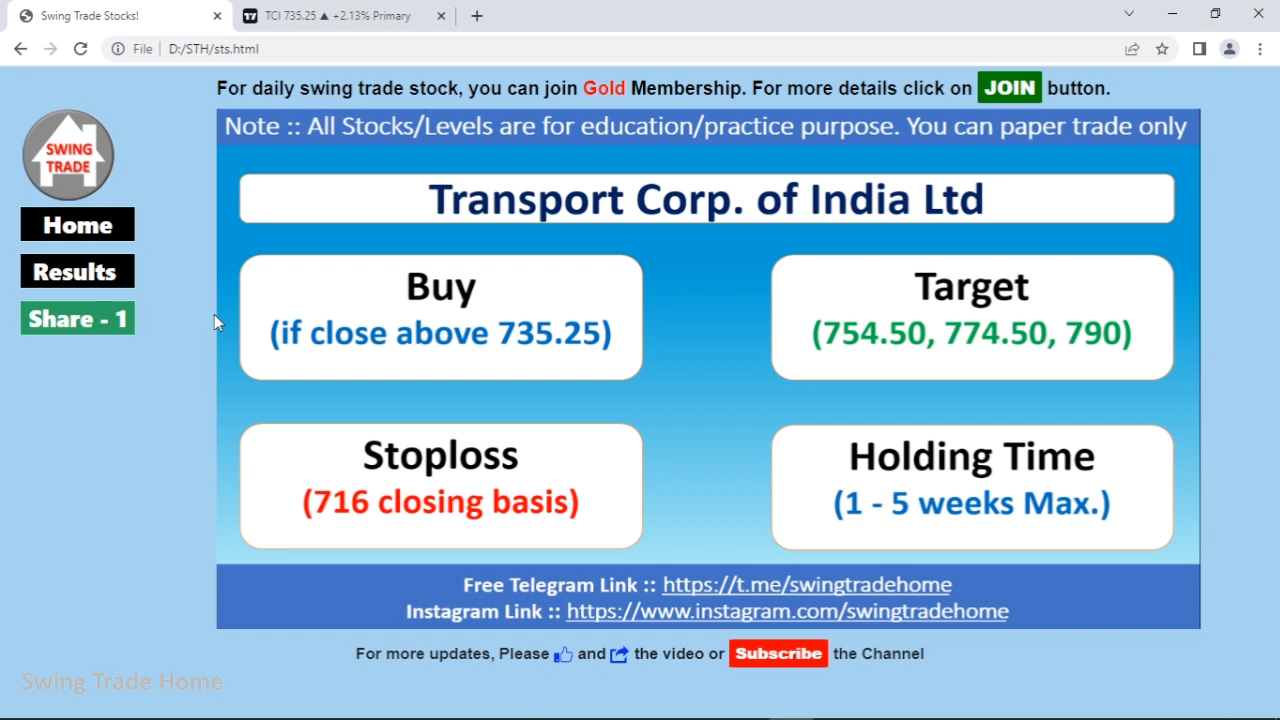 Swing Trade Stocks!
TCI 735.25 ▲ +2.13% Primary
File | D:/STH/sts.html
For daily swing trade stock, you can join Gold Membership. For more details click on JOIN button.
Note :: All Stocks/Levels are for education/practice purpose. You can paper trade only
SWING
TRADE
Home
Results
Share - 1
Transport Corp. of India Ltd
Buy
(if close above 735.25)
Target
(754.50, 774.50, 790)
Stoploss
(716 closing basis)
Holding Time
(1 - 5 weeks Max.)
Free Telegram Link :: https://t.me/swingtradehome
Instagram Link :: https://www.instagram.com/swingtradehome
For more updates, Please and the video or Subscribe the Channel
Swing Trade Home